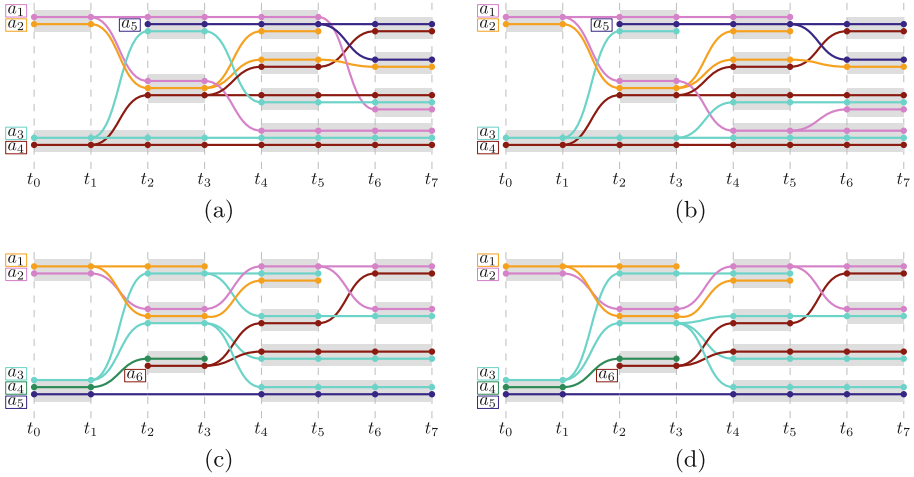 a₁ a₁
a₂ a₅ a₂ a₅
a₃ a₃
a₄ a₄
t₀ t₁ t₂ t₃ t₄ t₅ t₆ t₇ t₀ t₁ t₂ t₃ t₄ t₅ t₆ t₇
(a) (b)
a₁ a₁
a₂ a₂
a₃ a₆ a₃ a₆
a₄ a₄
a₅ a₅
t₀ t₁ t₂ t₃ t₄ t₅ t₆ t₇ t₀ t₁ t₂ t₃ t₄ t₅ t₆ t₇
(c) (d)